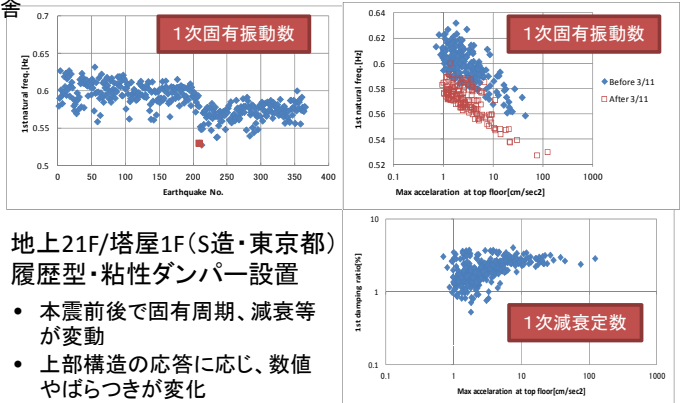 舎
1次固有振動数
0.7
0.65
0.6
0.55
0.5
1st natural freq.[Hz]
0
50
100
150
200
250
300
350
400
Earthquake No.
1次固有振動数
0.64
0.62
0.6
0.58
0.56
0.54
0.52
1st natural freq.[Hz]
Before 3/11
After 3/11
0.1
1
10
100
1000
Max accelaration at top floor[cm/sec2]
地上21F/塔屋1F(S造・東京都)
履歴型・粘性ダンパー設置
• 本震前後で固有周期、減衰等
が変動
• 上部構造の応答に応じ、数値
やばらつきが変化
10
1
0.1
1st damping ratio[%]
1次減衰定数
0.1
1
10
100
1000
Max accelaration at top floor[cm/sec2]